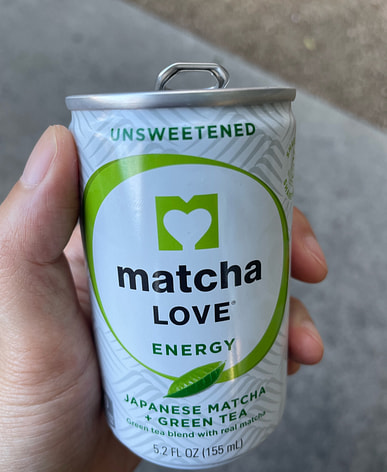 UNSWEETENED
matcha
LOVE®
ENERGY
JAPANESE MATCHA
+ GREEN TEA
Green tea blend with real matcha
5.2 FL OZ (155 mL)